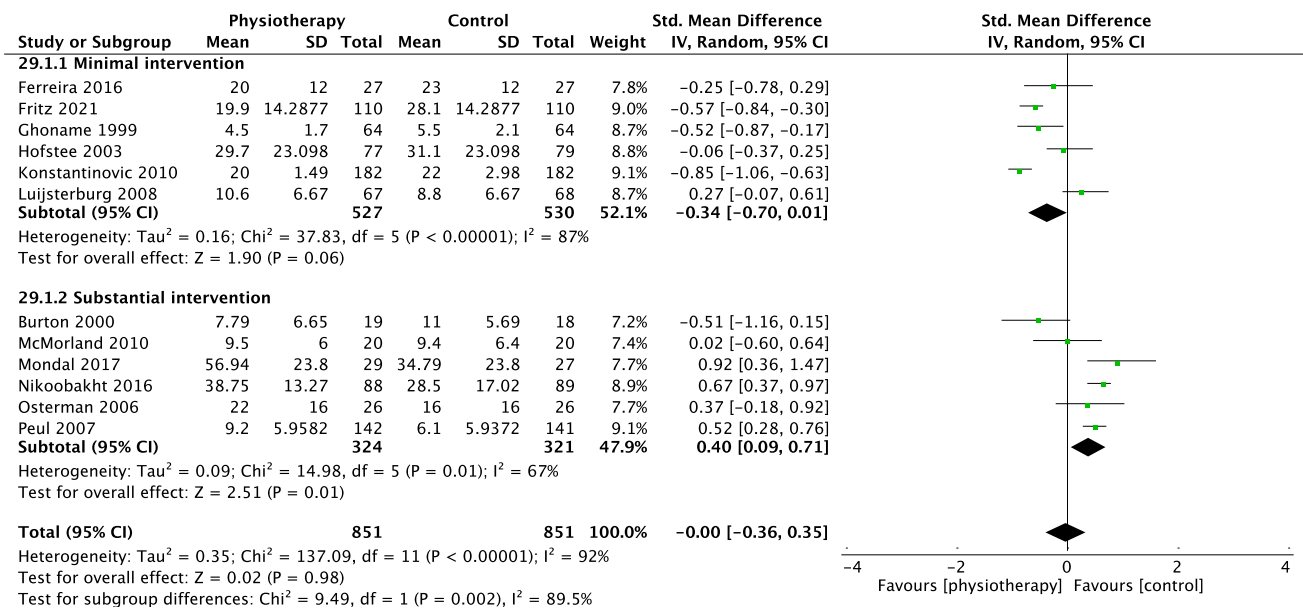 Physiotherapy Control Std. Mean Difference Std. Mean Difference
Study or Subgroup Mean SD Total Mean SD Total Weight IV, Random, 95% CI IV, Random, 95% CI
29.1.1 Minimal intervention
Ferreira 2016 20 12 27 23 12 27 7.8% −0.25 [−0.78, 0.29]
Fritz 2021 19.9 14.2877 110 28.1 14.2877 110 9.0% −0.57 [−0.84, −0.30]
Ghoname 1999 4.5 1.7 64 5.5 2.1 64 8.7% −0.52 [−0.87, −0.17]
Hofstee 2003 29.7 23.098 77 31.1 23.098 79 8.8% −0.06 [−0.37, 0.25]
Konstantinovic 2010 20 1.49 182 22 2.98 182 9.1% −0.85 [−1.06, −0.63]
Luijsterburg 2008 10.6 6.67 67 8.8 6.67 68 8.7% 0.27 [−0.07, 0.61]
Subtotal (95% CI) 527 530 52.1% −0.34 [−0.70, 0.01]
Heterogeneity: Tau² = 0.16; Chi² = 37.83, df = 5 (P < 0.00001); I² = 87%
Test for overall effect: Z = 1.90 (P = 0.06)
29.1.2 Substantial intervention
Burton 2000 7.79 6.65 19 11 5.69 18 7.2% −0.51 [−1.16, 0.15]
McMorland 2010 9.5 6 20 9.4 6.4 20 7.4% 0.02 [−0.60, 0.64]
Mondal 2017 56.94 23.8 29 34.79 23.8 27 7.7% 0.92 [0.36, 1.47]
Nikoobakht 2016 38.75 13.27 88 28.5 17.02 89 8.9% 0.67 [0.37, 0.97]
Osterman 2006 22 16 26 16 16 26 7.7% 0.37 [−0.18, 0.92]
Peul 2007 9.2 5.9582 142 6.1 5.9372 141 9.1% 0.52 [0.28, 0.76]
Subtotal (95% CI) 324 321 47.9% 0.40 [0.09, 0.71]
Heterogeneity: Tau² = 0.09; Chi² = 14.98, df = 5 (P = 0.01); I² = 67%
Test for overall effect: Z = 2.51 (P = 0.01)
Total (95% CI) 851 851 100.0% −0.00 [−0.36, 0.35]
Heterogeneity: Tau² = 0.35; Chi² = 137.09, df = 11 (P < 0.00001); I² = 92%
Test for overall effect: Z = 0.02 (P = 0.98)
Test for subgroup differences: Chi² = 9.49, df = 1 (P = 0.002), I² = 89.5%
−4 −2 0 2 4
Favours [physiotherapy] Favours [control]